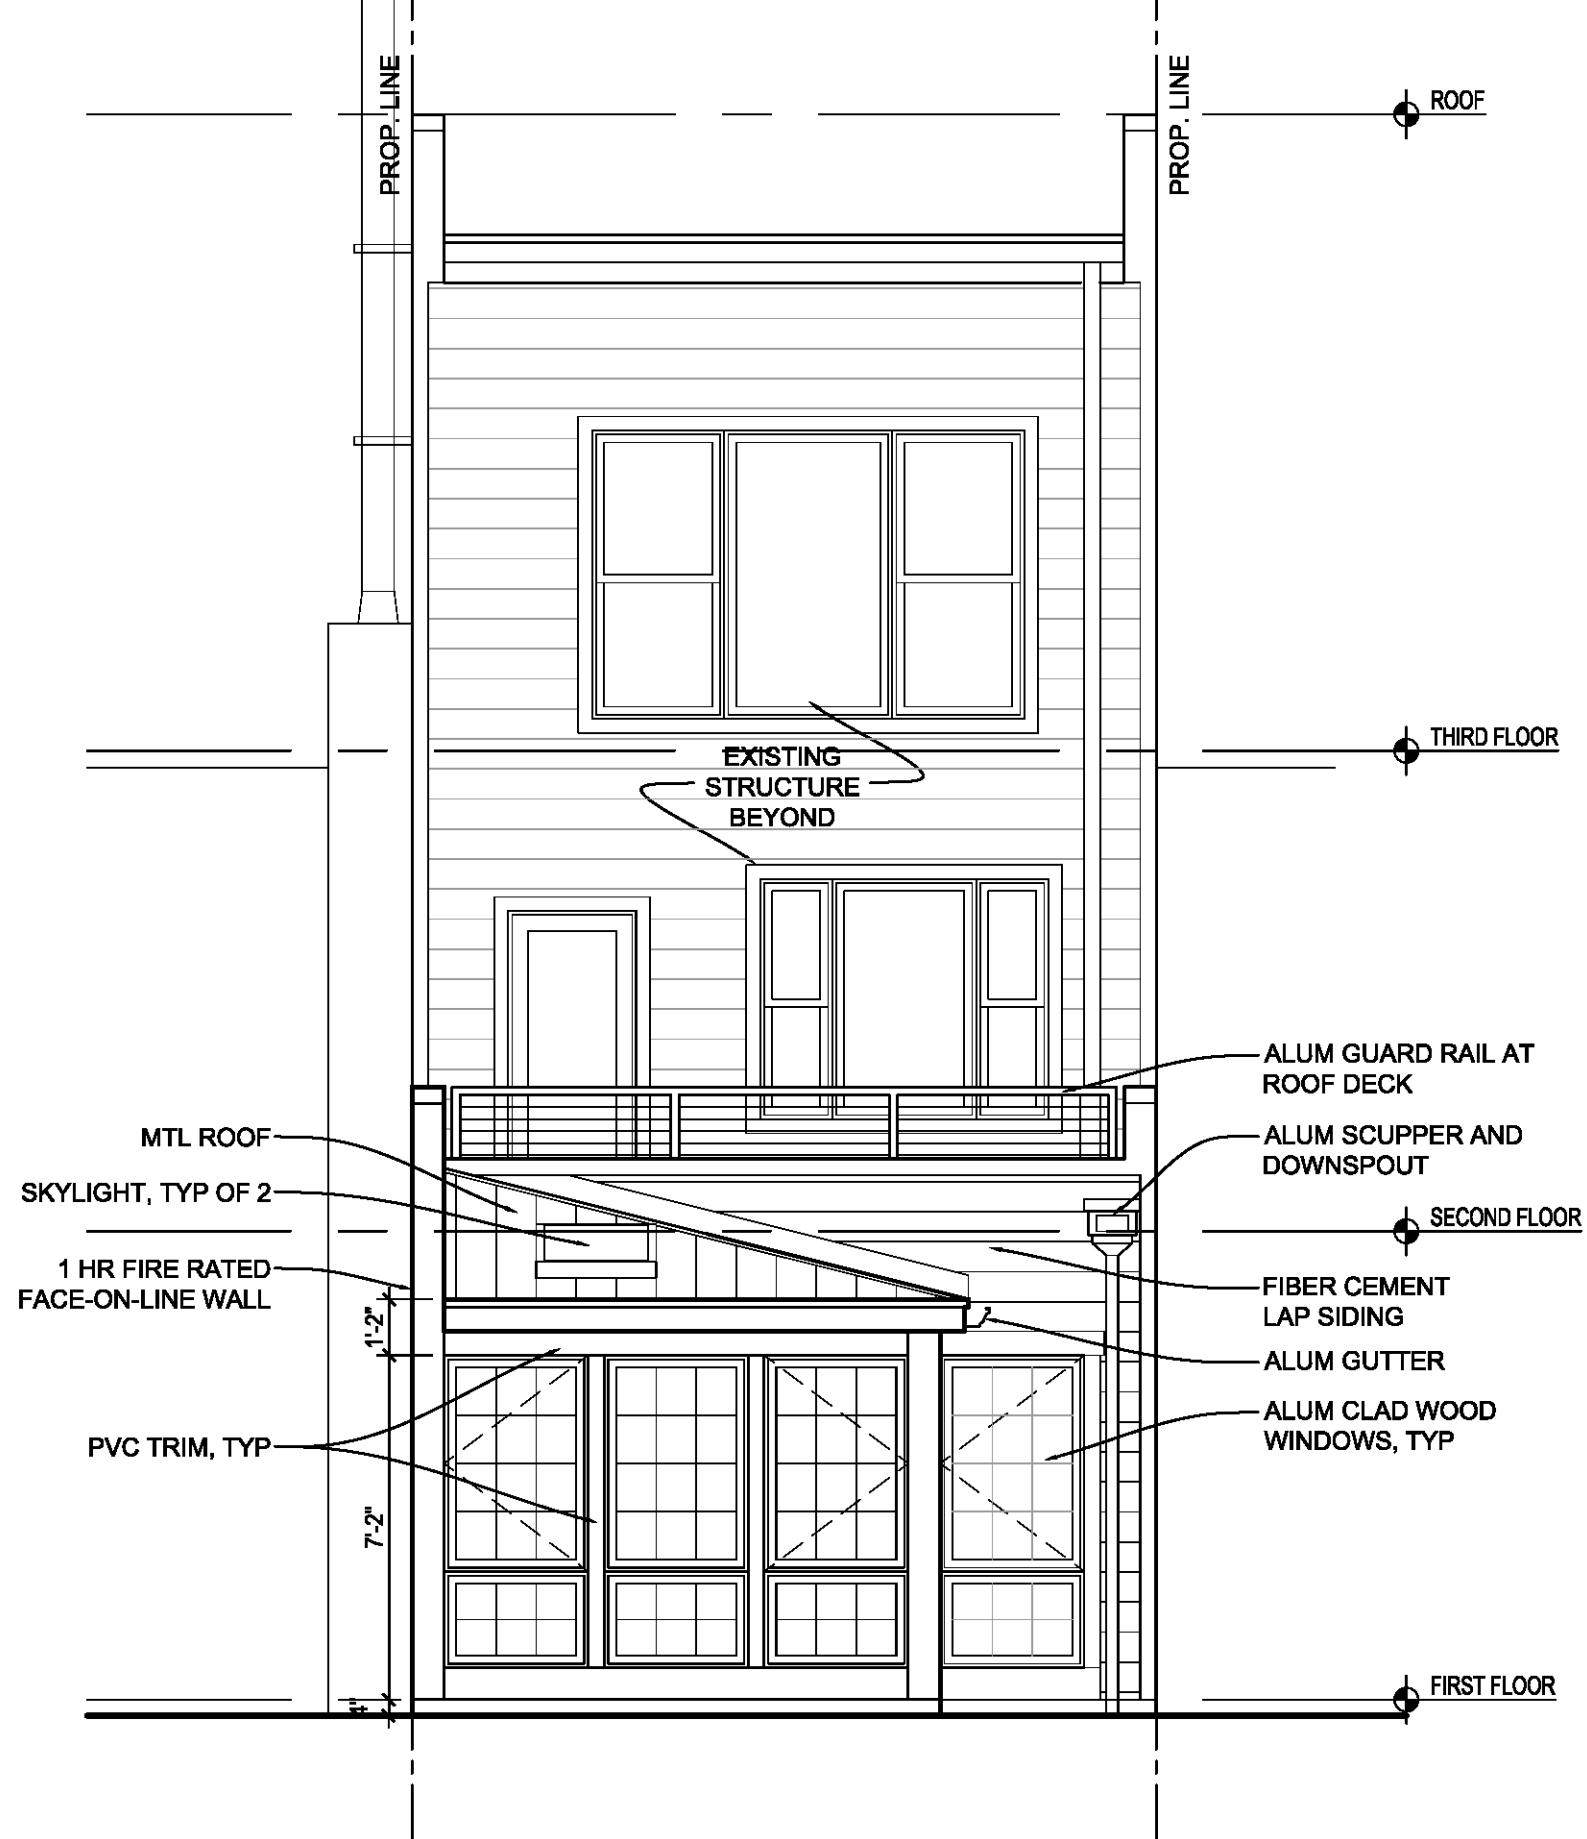 PROP. LINE
PROP. LINE
ROOF
THIRD FLOOR
EXISTING
STRUCTURE
BEYOND
ALUM GUARD RAIL AT
ROOF DECK
MTL ROOF
ALUM SCUPPER AND
DOWNSPOUT
SKYLIGHT, TYP OF 2
SECOND FLOOR
1 HR FIRE RATED
FACE-ON-LINE WALL
FIBER CEMENT
LAP SIDING
1'-2"
ALUM GUTTER
ALUM CLAD WOOD
WINDOWS, TYP
PVC TRIM, TYP
7'-2"
FIRST FLOOR
4"